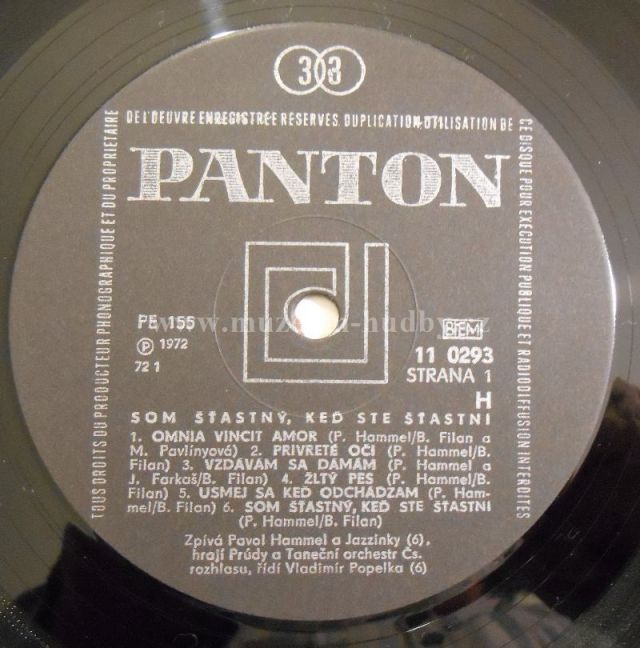 33
DE L'OEUVRE ENREGISTREE RESERVES. DUPLICATION, UTILISATION DE
CE DISQUE POUR EXECUTION PUBLIQUE ET RADIODIFFUSION INTERDITES
TOUS DROITS DU PRODUCTEUR PHONOGRAPHIQUE ET DU PROPRIETAIRE
PANTON
PE 155
℗ 1972
72 1
BIEM
11 0293
STRANA 1
H
SOM ŠŤASTNÝ, KEĎ STE ŠŤASTNI
1. OMNIA VINCIT AMOR (P. Hammel/B. Filan a
M. Pavlínyová) 2. PRIVRETÉ OČI (P. Hammel/B.
Filan) 3. VZDÁVAM SA DÁMAM (P. Hammel a
J. Farkaš/B. Filan) 4. ŽLTÝ PES (P. Hammel/B.
Filan) 5. USMEJ SA KEĎ ODCHÁDZAM (P. Ham-
mel/B. Filan) 6. SOM ŠŤASTNÝ, KEĎ STE ŠŤASTNI
(P. Hammel/B. Filan)
Zpívá Pavol Hammel a Jazzinky (6),
hrají Prúdy a Taneční orchestr Čs.
rozhlasu, řídí Vladimír Popelka (6)